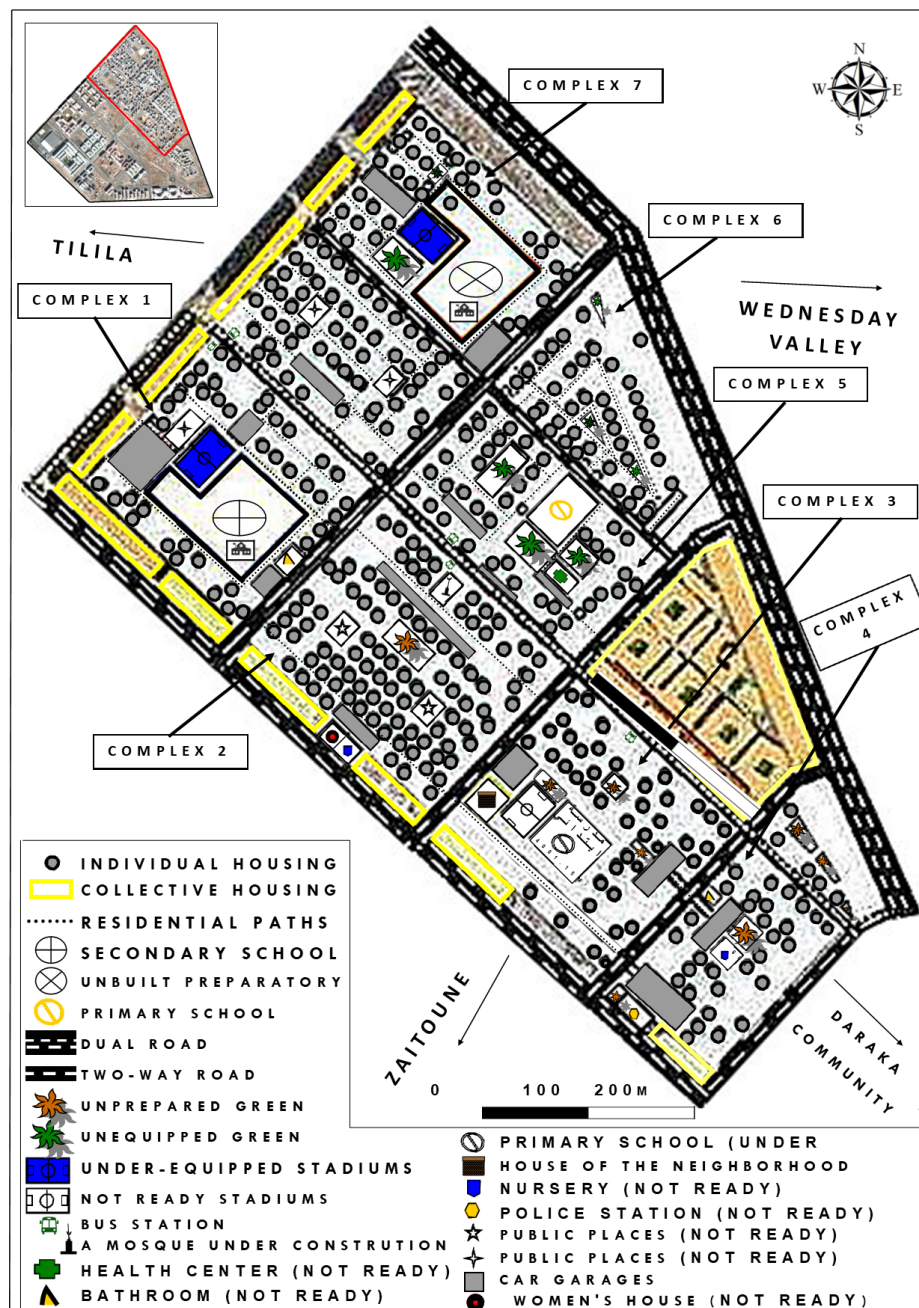 COMPLEX 7
N
W E
S
COMPLEX 6
TILILA
COMPLEX 1
WEDNESDAY
VALLEY
COMPLEX 5
COMPLEX 3
COMPLEX
4
COMPLEX 2
ZAITOUNE
DARAKA
COMMUNITY
0 100 200M
INDIVIDUAL HOUSING
COLLECTIVE HOUSING
RESIDENTIAL PATHS
SECONDARY SCHOOL
UNBUILT PREPARATORY
PRIMARY SCHOOL
DUAL ROAD
TWO-WAY ROAD
UNPREPARED GREEN
UNEQUIPPED GREEN
UNDER-EQUIPPED STADIUMS
NOT READY STADIUMS
BUS STATION
A MOSQUE UNDER CONSTRUTION
HEALTH CENTER (NOT READY)
BATHROOM (NOT READY)
PRIMARY SCHOOL (UNDER
HOUSE OF THE NEIGHBORHOOD
NURSERY (NOT READY)
POLICE STATION (NOT READY)
PUBLIC PLACES (NOT READY)
PUBLIC PLACES (NOT READY)
CAR GARAGES
WOMEN'S HOUSE (NOT READY)